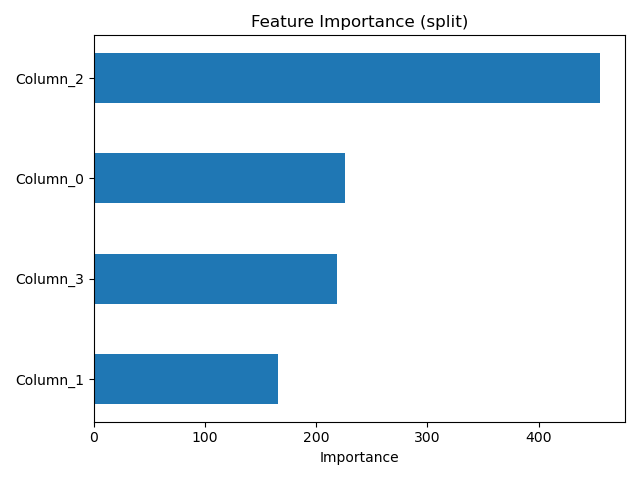 Feature Importance (split)
Column_2
Column_0
Column_3
Column_1
0 100 200 300 400
Importance